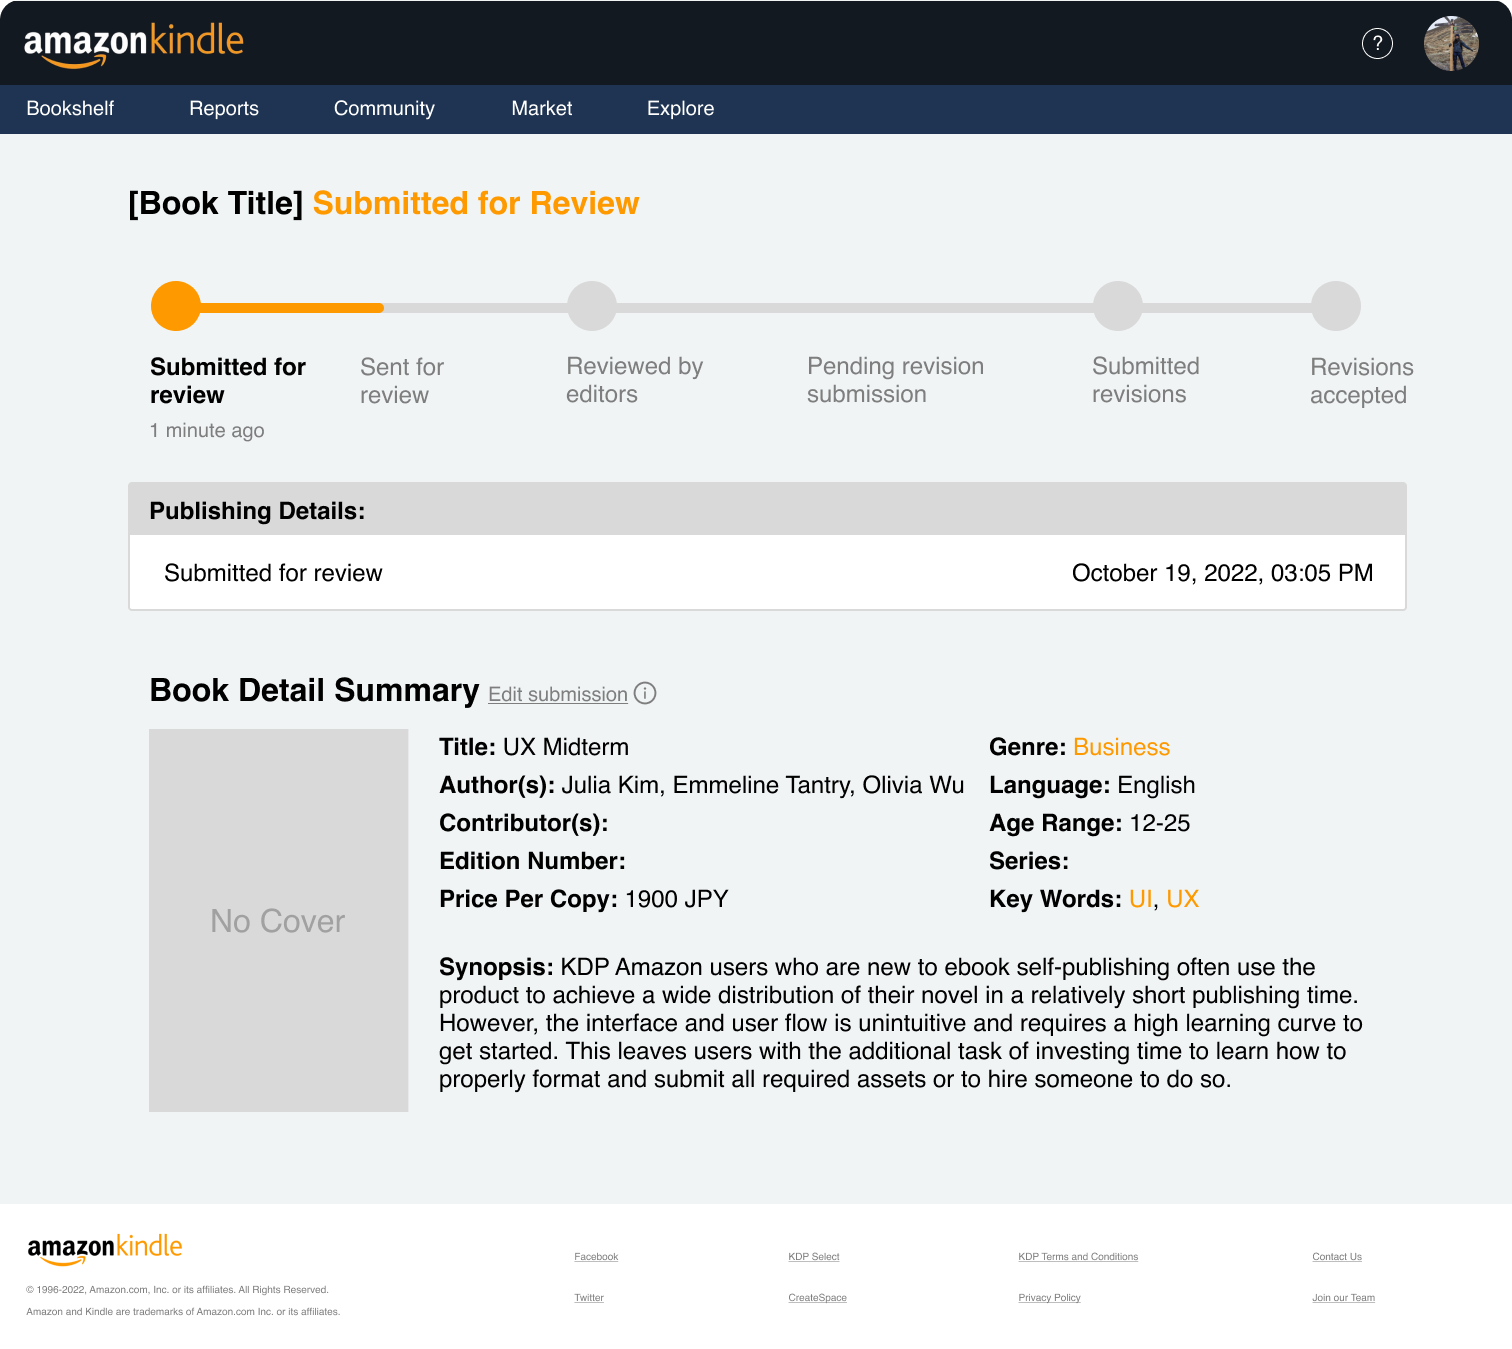 amazonkindle
?
Bookshelf Reports Community Market Explore
[Book Title] Submitted for Review
Submitted for
review
1 minute ago
Sent for
review
Reviewed by
editors
Pending revision
submission
Submitted
revisions
Revisions
accepted
Publishing Details:
Submitted for review October 19, 2022, 03:05 PM
Book Detail Summary Edit submission i
No Cover
Title: UX Midterm
Author(s): Julia Kim, Emmeline Tantry, Olivia Wu
Contributor(s):
Edition Number:
Price Per Copy: 1900 JPY
Genre: Business
Language: English
Age Range: 12-25
Series:
Key Words: UI, UX
Synopsis: KDP Amazon users who are new to ebook self-publishing often use the
product to achieve a wide distribution of their novel in a relatively short publishing time.
However, the interface and user flow is unintuitive and requires a high learning curve to
get started. This leaves users with the additional task of investing time to learn how to
properly format and submit all required assets or to hire someone to do so.
amazonkindle
© 1996-2022, Amazon.com, Inc. or its affiliates. All Rights Reserved.
Amazon and Kindle are trademarks of Amazon.com Inc. or its affiliates.
Facebook
Twitter
KDP Select
CreateSpace
KDP Terms and Conditions
Privacy Policy
Contact Us
Join our Team